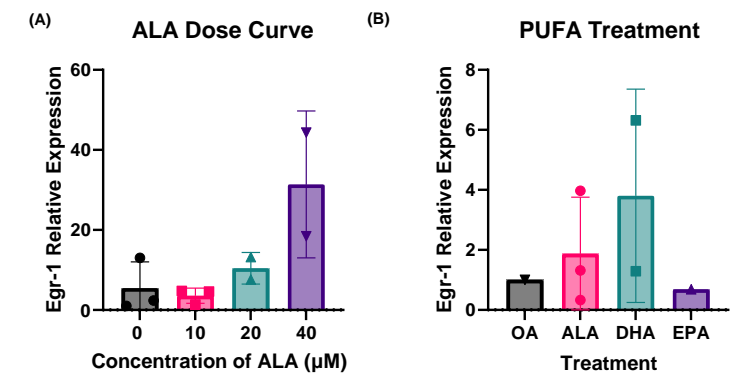 (A)
ALA Dose Curve
Egr-1 Relative Expression
60
40
20
0
0 10 20 40
Concentration of ALA (µM)
(B)
PUFA Treatment
Egr-1 Relative Expression
8
6
4
2
0
OA ALA DHA EPA
Treatment